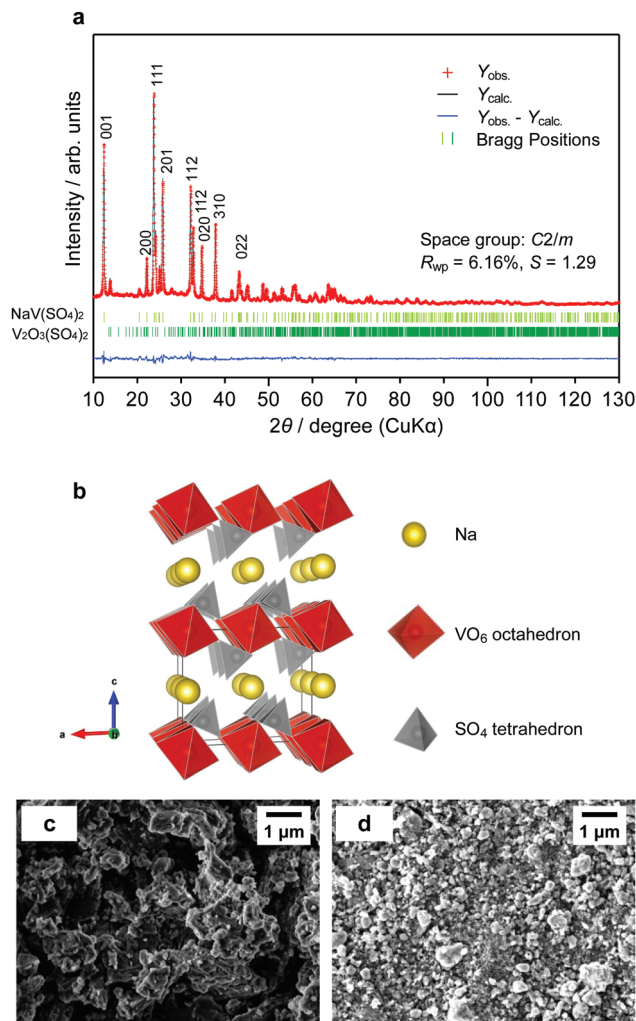 a
Intensity / arb. units
001
200
111
201
112
020
112
310
022
Yobs.
Ycalc.
Yobs. - Ycalc.
Bragg Positions
Space group: C2/m
Rwp = 6.16%, S = 1.29
NaV(SO4)2
V2O3(SO4)2
10 20 30 40 50 60 70 80 90 100 110 120 130
2θ / degree (CuKα)
b
Na
VO6 octahedron
SO4 tetrahedron
c
a
b
c
1 μm
d
1 μm